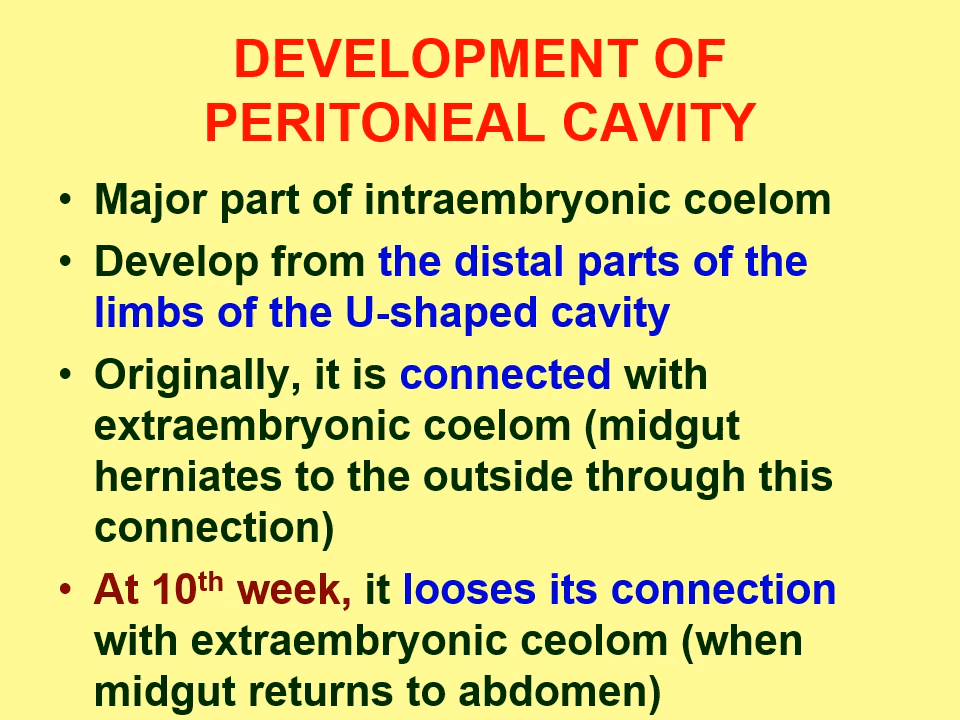 DEVELOPMENT OF
PERITONEAL CAVITY
• Major part of intraembryonic coelom
• Develop from the distal parts of the
limbs of the U-shaped cavity
• Originally, it is connected with
extraembryonic coelom (midgut
herniates to the outside through this
connection)
• At 10th week, it looses its connection
with extraembryonic ceolom (when
midgut returns to abdomen)